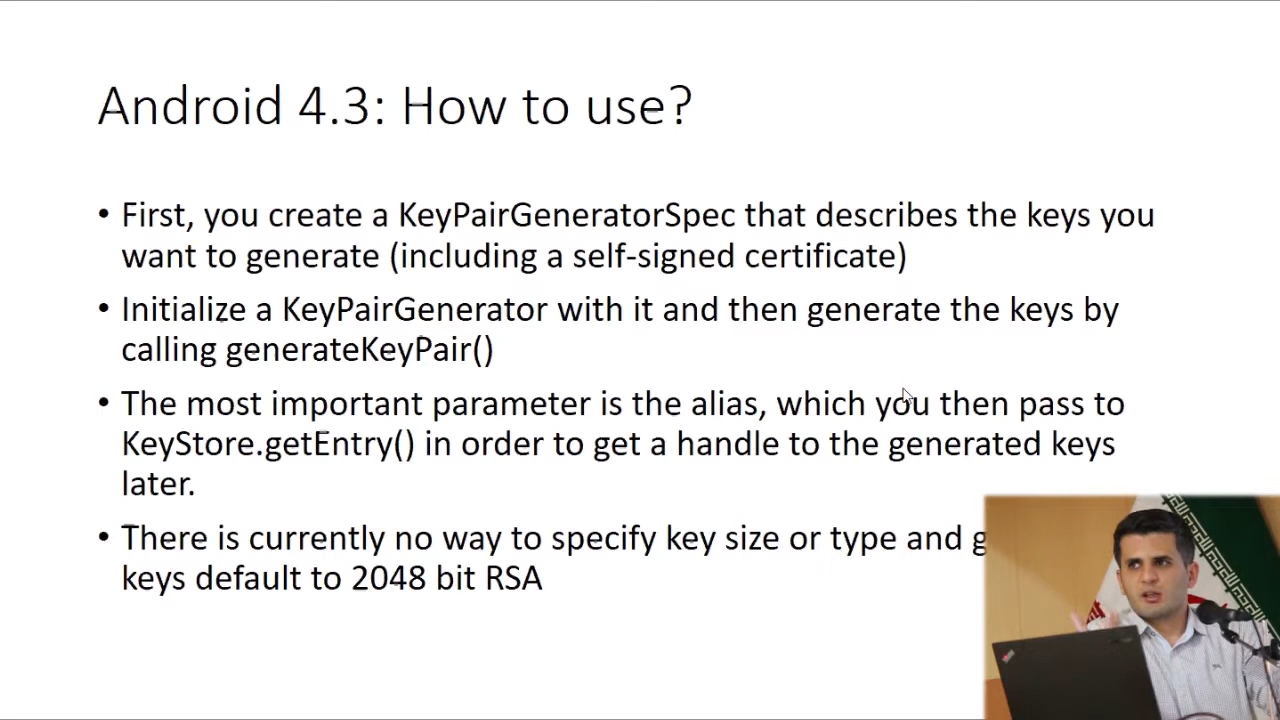 Android 4.3: How to use?
• First, you create a KeyPairGeneratorSpec that describes the keys you
want to generate (including a self-signed certificate)
• Initialize a KeyPairGenerator with it and then generate the keys by
calling generateKeyPair()
• The most important parameter is the alias, which you then pass to
KeyStore.getEntry() in order to get a handle to the generated keys
later.
• There is currently no way to specify key size or type and
keys default to 2048 bit RSA